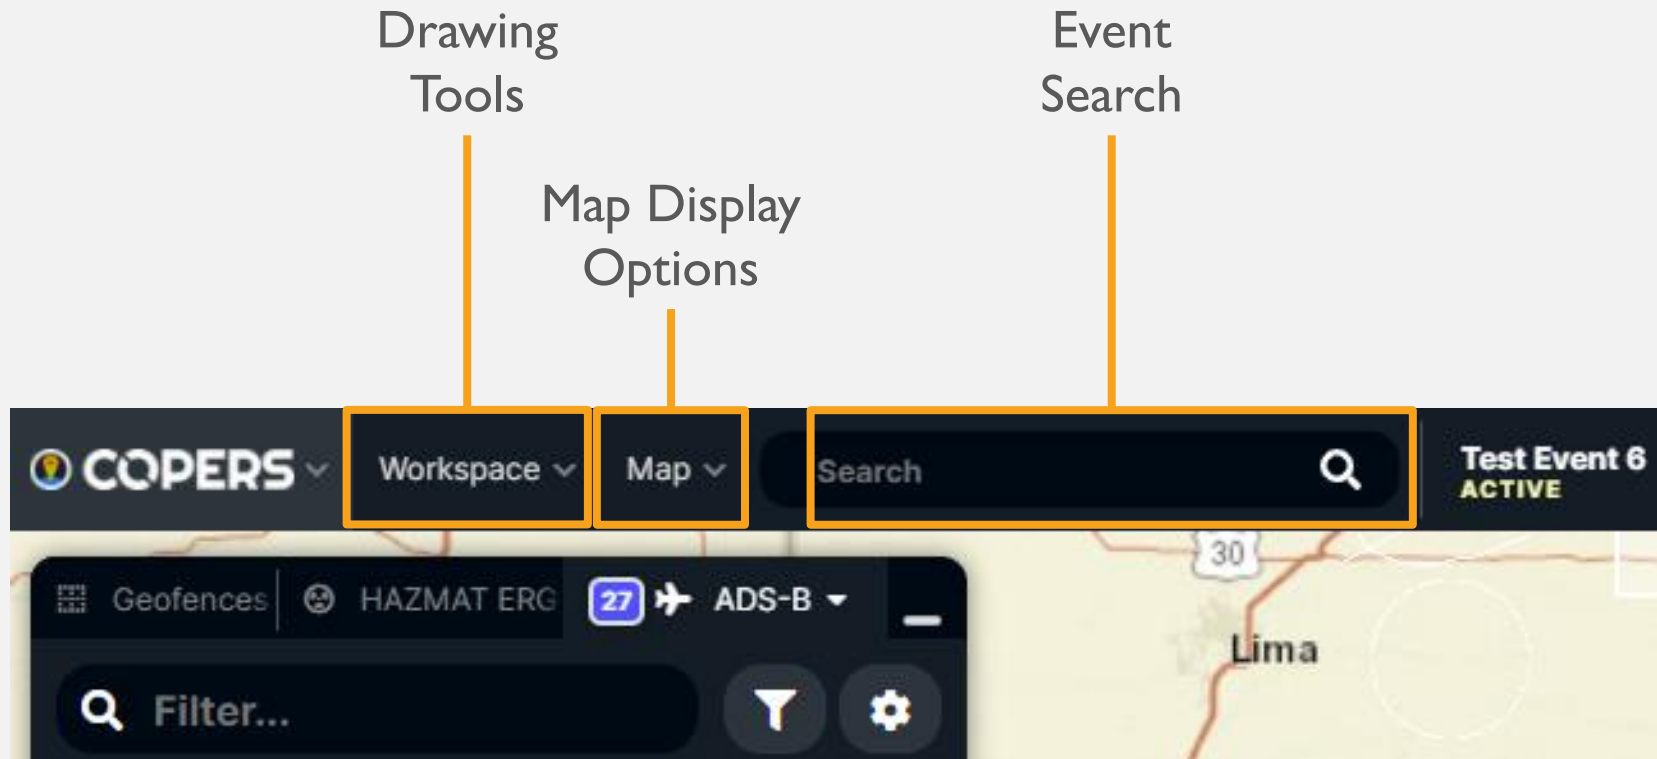 Drawing
Tools
Event
Search
Map Display
Options
COPERS
Workspace
Map
Search
Test Event 6
ACTIVE
30
Geofences
HAZMAT ERG
27
ADS-B
Lima
Filter...